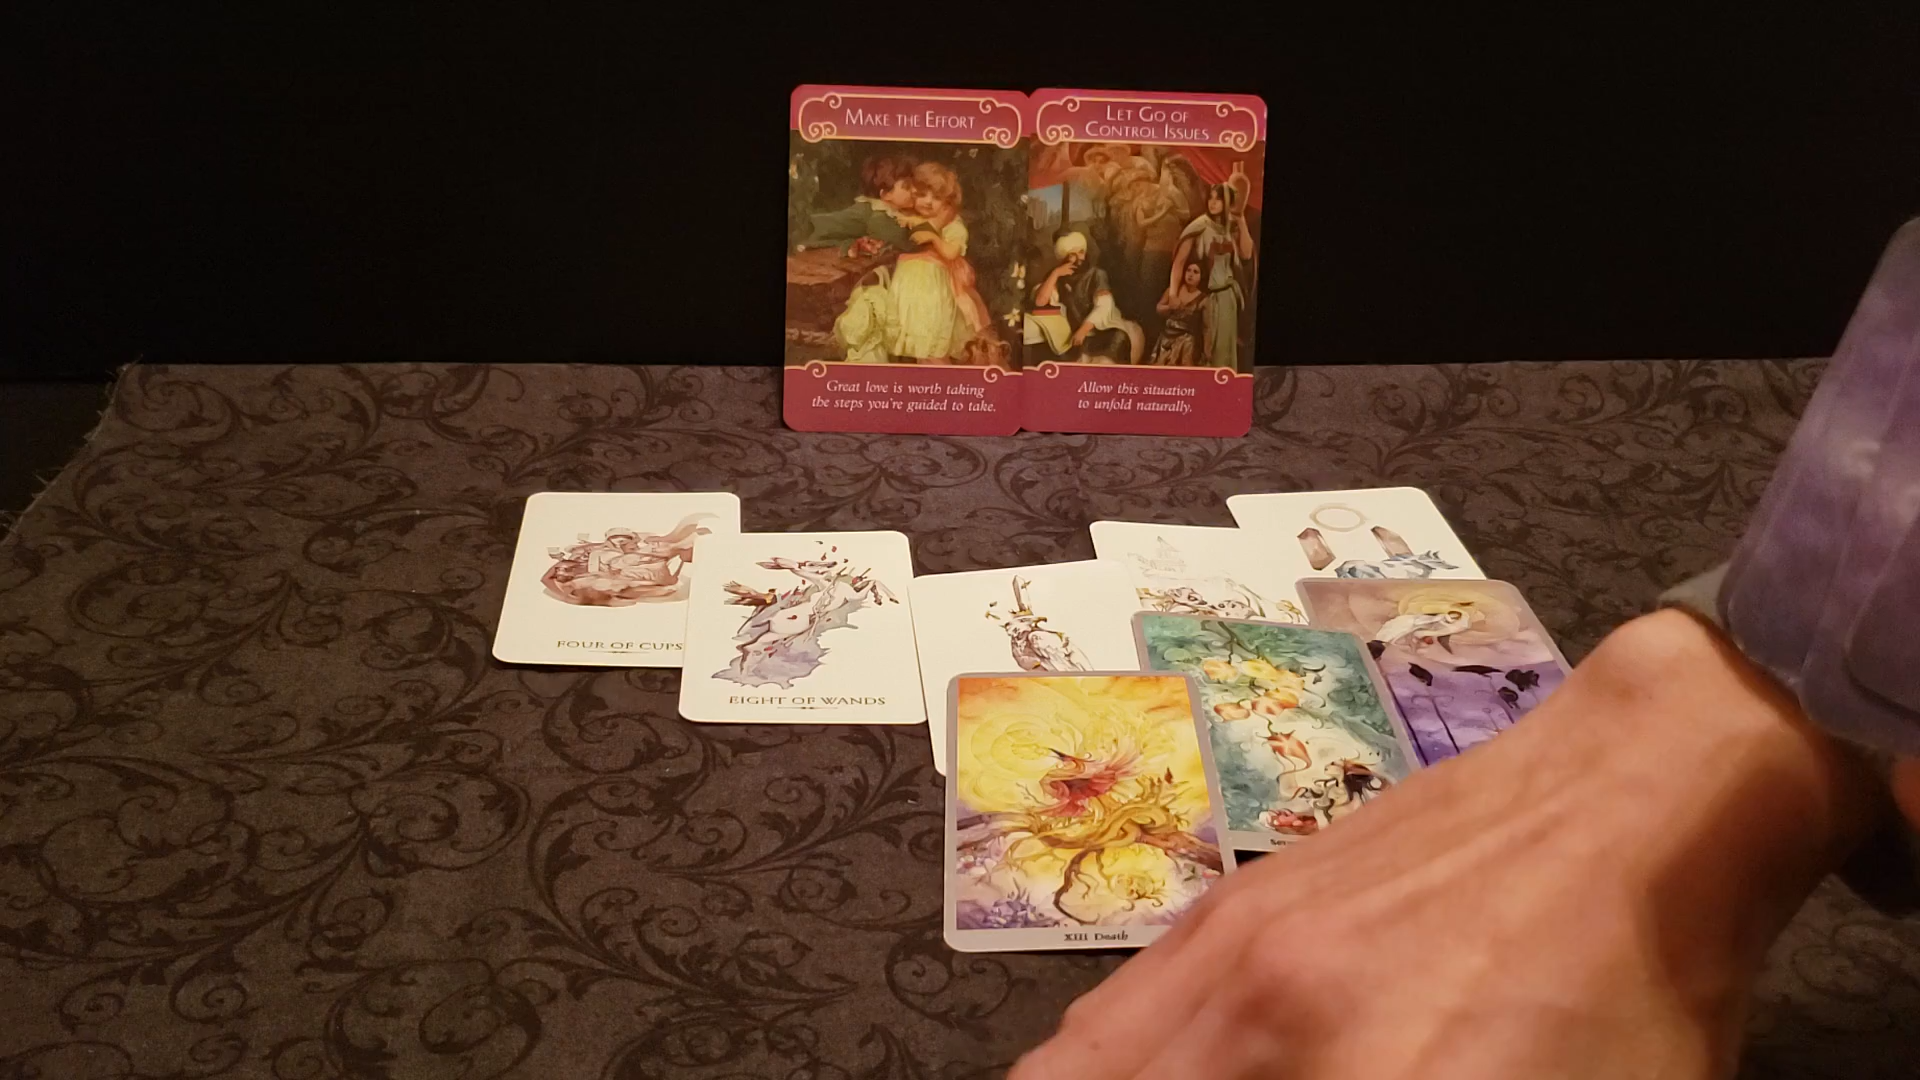 MAKE THE EFFORT
LET GO OF
CONTROL ISSUES
Great love is worth taking
the steps you're guided to take.
Allow this situation
to unfold naturally.
FOUR OF CUPS
EIGHT OF WANDS
XIII Death